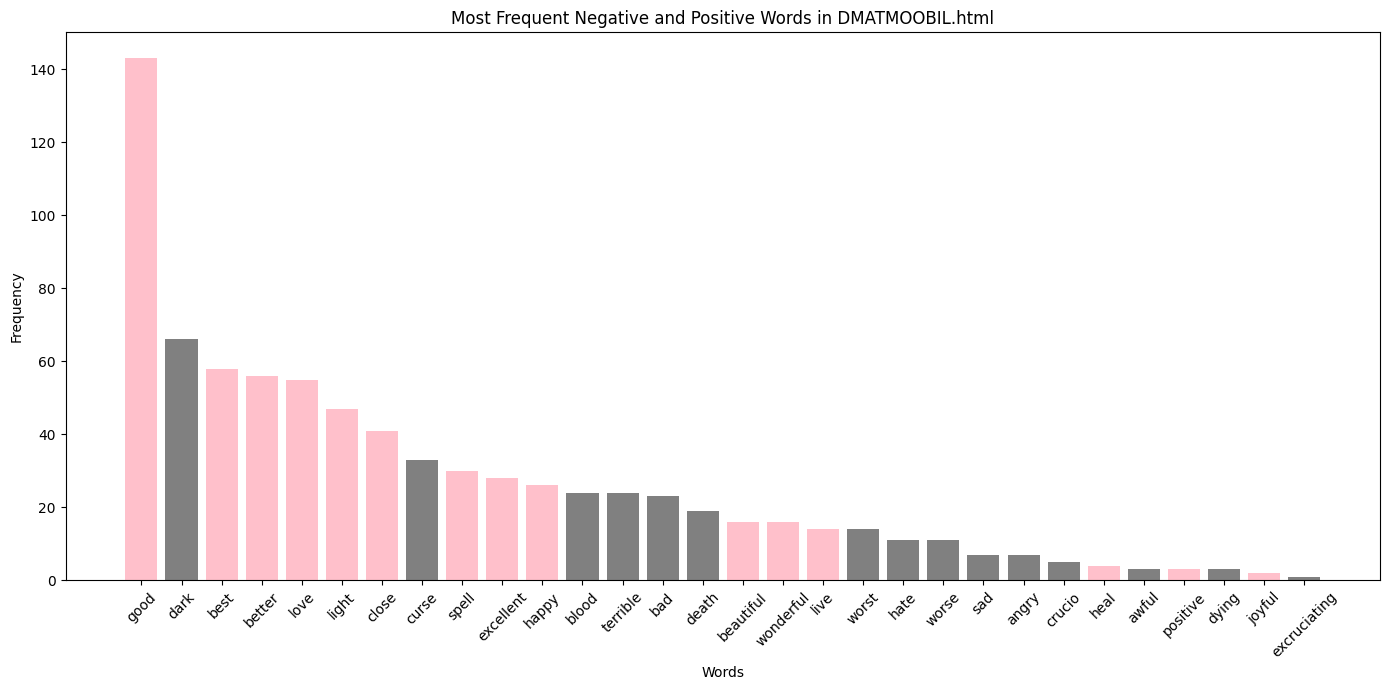 Most Frequent Negative and Positive Words in DMATMOOBIL.html
140
120
100
80
60
40
20
0
Frequency
good
dark
best
better
love
light
close
curse
spell
excellent
happy
blood
terrible
bad
death
beautiful
wonderful
live
worst
hate
worse
sad
angry
crucio
heal
awful
positive
dying
joyful
excruciating
Words